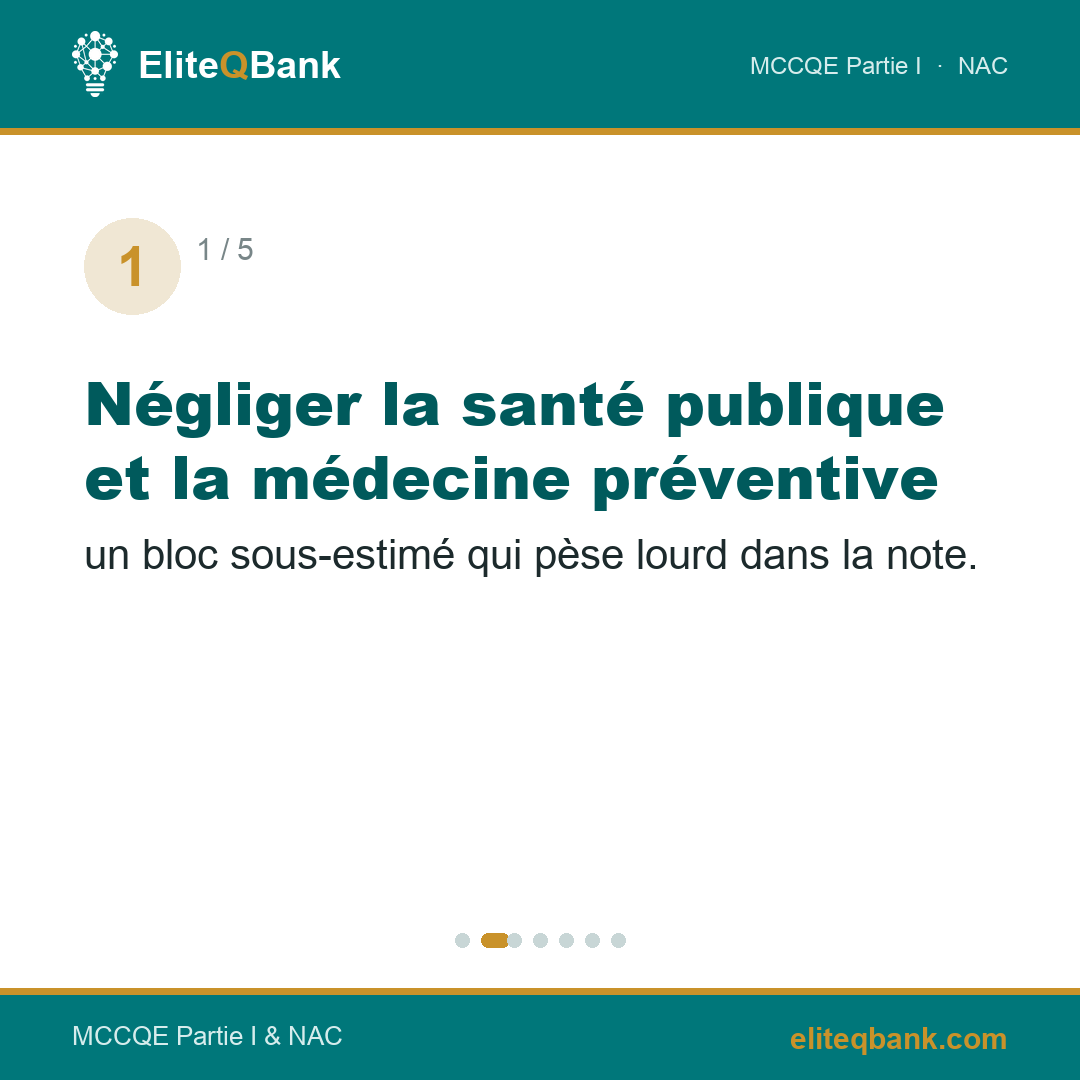 EliteQBank
MCCQE Partie I · NAC
1
1 / 5
Négliger la santé publique
et la médecine préventive
un bloc sous-estimé qui pèse lourd dans la note.
MCCQE Partie I & NAC
eliteqbank.com